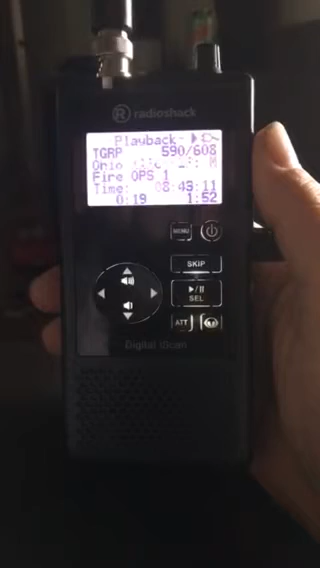 radioshack
Playback
TGRP 590/608
Fire OPS 1
Time: 08:43:11
0:19 1:52
MENU
SKIP
SEL
ATT
Digital iScan